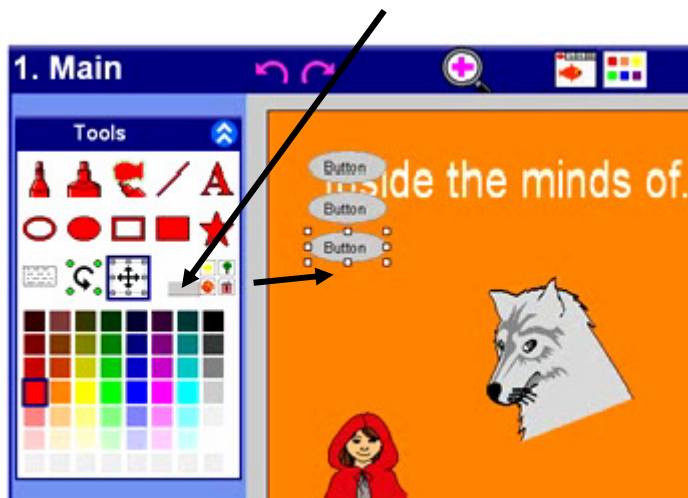 1. Main
Tools
A
Button
Inside the minds of.
Button
Button